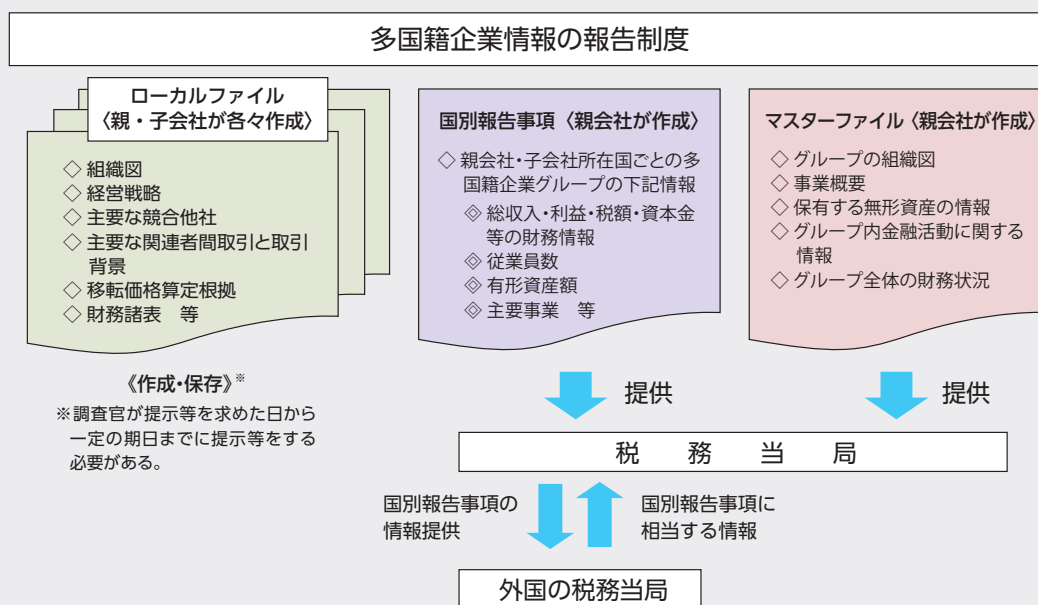 多国籍企業情報の報告制度
ローカルファイル
〈親・子会社が各々作成〉
◇ 組織図
◇ 経営戦略
◇ 主要な競合他社
◇ 主要な関連者間取引と取引
背景
◇ 移転価格算定根拠
◇ 財務諸表　等
《作成・保存》※
※調査官が提示等を求めた日から
一定の期日までに提示等をする
必要がある。
国別報告事項〈親会社が作成〉
◇ 親会社・子会社所在国ごとの多
国籍企業グループの下記情報
◎ 総収入・利益・税額・資本金
等の財務情報
◎ 従業員数
◎ 有形資産額
◎ 主要事業　等
マスターファイル〈親会社が作成〉
◇ グループの組織図
◇ 事業概要
◇ 保有する無形資産の情報
◇ グループ内金融活動に関する
情報
◇ グループ全体の財務状況
提供
提供
税　務　当　局
国別報告事項の
情報提供
国別報告事項に
相当する情報
外国の税務当局